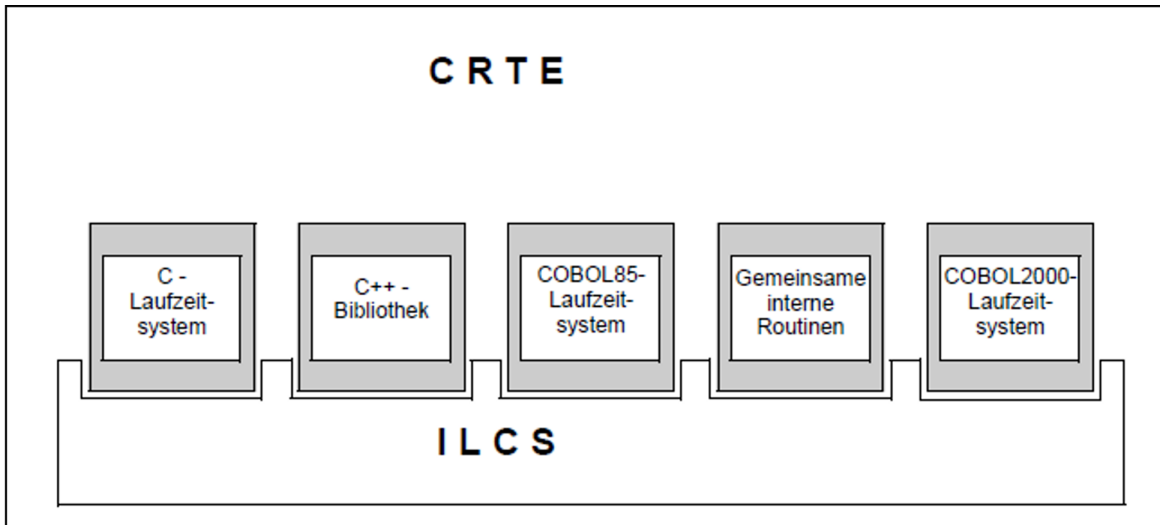 C R T E
C -
Laufzeit-
system
C++ -
Bibliothek
COBOL85-
Laufzeit-
system
Gemeinsame
interne
Routinen
COBOL2000-
Laufzeit-
system
I L C S